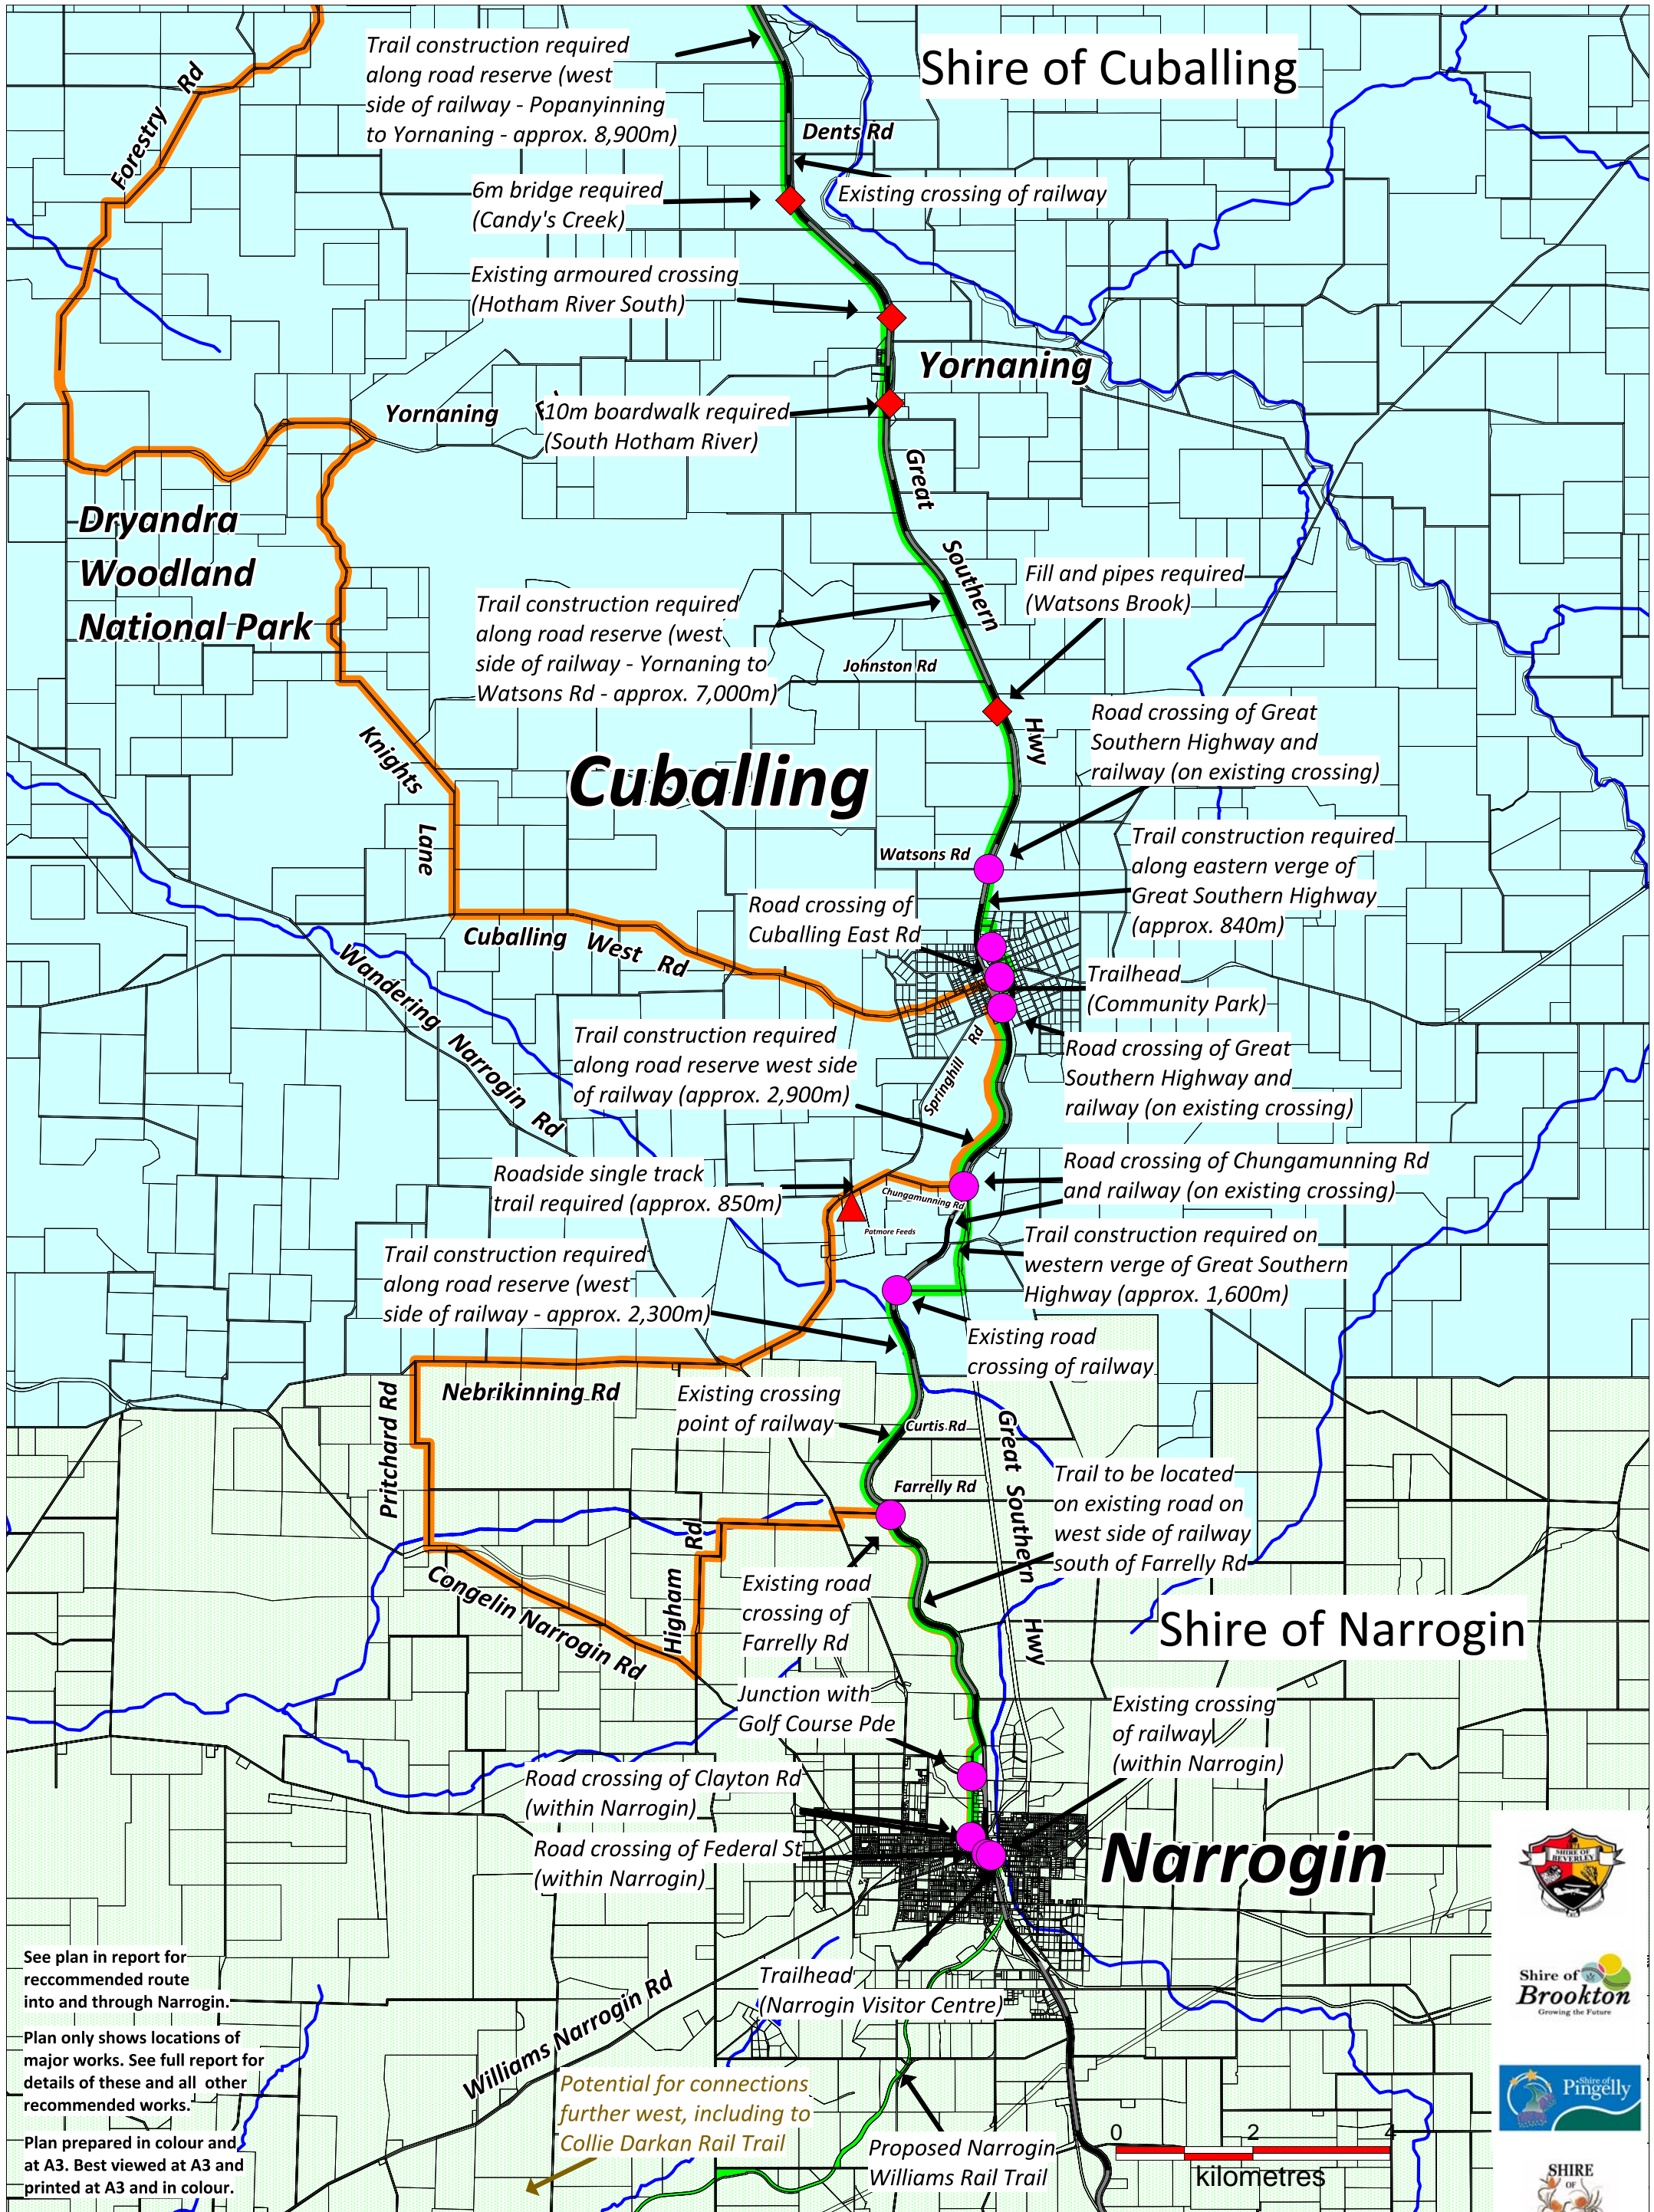 Trail construction required
along road reserve (west
side of railway - Popanyinning
to Yornaning - approx. 8,900m)
Shire of Cuballing
Forestry Rd
Dents Rd
6m bridge required
(Candy's Creek)
Existing crossing of railway
Existing armoured crossing
(Hotham River South)
Yornaning
Yornaning
10m boardwalk required
(South Hotham River)
Great
Southern
Hwy
Dryandra
Woodland
National Park
Fill and pipes required
(Watsons Brook)
Trail construction required
along road reserve (west
side of railway - Yornaning to
Watsons Rd - approx. 7,000m)
Johnston Rd
Road crossing of Great
Southern Highway and
railway (on existing crossing)
Knights
Lane
Cuballing
Trail construction required
along eastern verge of
Great Southern Highway
(approx. 840m)
Watsons Rd
Road crossing of
Cuballing East Rd
Cuballing West Rd
Wandering Narrogin Rd
Trailhead
(Community Park)
Trail construction required
along road reserve west side
of railway (approx. 2,900m)
Springhill Rd
Road crossing of Great
Southern Highway and
railway (on existing crossing)
Roadside single track
trail required (approx. 850m)
Road crossing of Chungamunning Rd
and railway (on existing crossing)
Chungamunning Rd
Patmore Feeds
Trail construction required on
western verge of Great Southern
Highway (approx. 1,600m)
Trail construction required
along road reserve (west
side of railway - approx. 2,300m)
Existing road
crossing of railway
Nebrikinning Rd
Pritchard Rd
Existing crossing
point of railway
Curtis Rd
Great Southern Hwy
Farrelly Rd
Trail to be located
on existing road on
west side of railway
south of Farrelly Rd
Higham Rd
Congelin Narrogin Rd
Existing road
crossing of
Farrelly Rd
Shire of Narrogin
Junction with
Golf Course Pde
Existing crossing
of railway
(within Narrogin)
Road crossing of Clayton Rd
(within Narrogin)
Road crossing of Federal St
(within Narrogin)
Narrogin
SHIRE OF
BEVERLEY
See plan in report for
reccommended route
into and through Narrogin.
Plan only shows locations of
major works. See full report for
details of these and all other
recommended works.
Plan prepared in colour and
at A3. Best viewed at A3 and
printed at A3 and in colour.
Trailhead
(Narrogin Visitor Centre)
Williams Narrogin Rd
Potential for connections
further west, including to
Collie Darkan Rail Trail
Proposed Narrogin
Williams Rail Trail
0 2 4
kilometres
Shire of
Brookton
Growing the Future
Shire of
Pingelly
SHIRE
OF